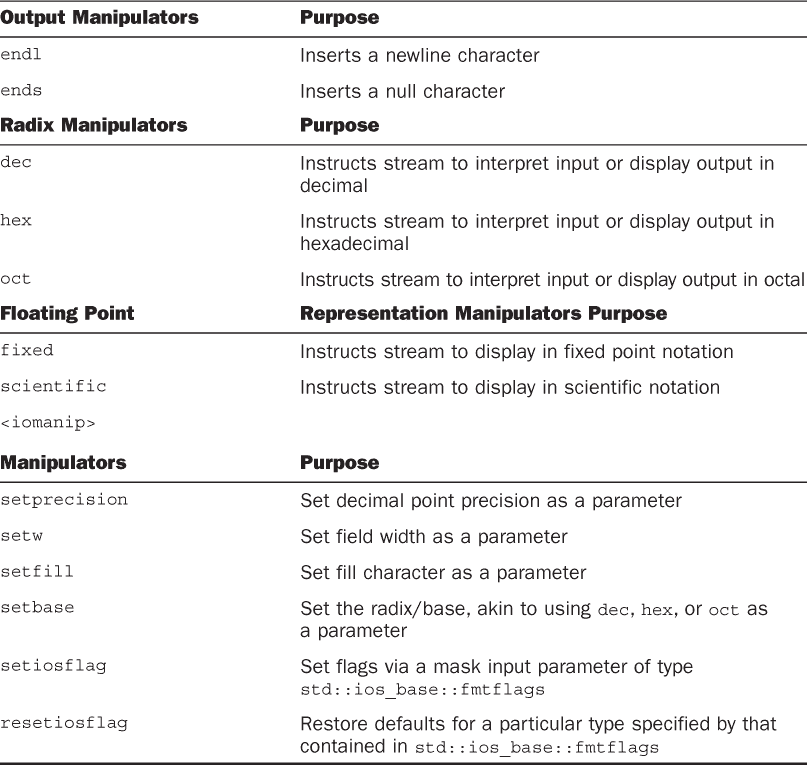 Output Manipulators Purpose
endl Inserts a newline character
ends Inserts a null character
Radix Manipulators Purpose
dec Instructs stream to interpret input or display output in
decimal
hex Instructs stream to interpret input or display output in
hexadecimal
oct Instructs stream to interpret input or display output in octal
Floating Point Representation Manipulators Purpose
fixed Instructs stream to display in fixed point notation
scientific Instructs stream to display in scientific notation
<iomanip>
Manipulators Purpose
setprecision Set decimal point precision as a parameter
setw Set field width as a parameter
setfill Set fill character as a parameter
setbase Set the radix/base, akin to using dec, hex, or oct as
a parameter
setiosflag Set flags via a mask input parameter of type
std::ios_base::fmtflags
resetiosflag Restore defaults for a particular type specified by that
contained in std::ios_base::fmtflags